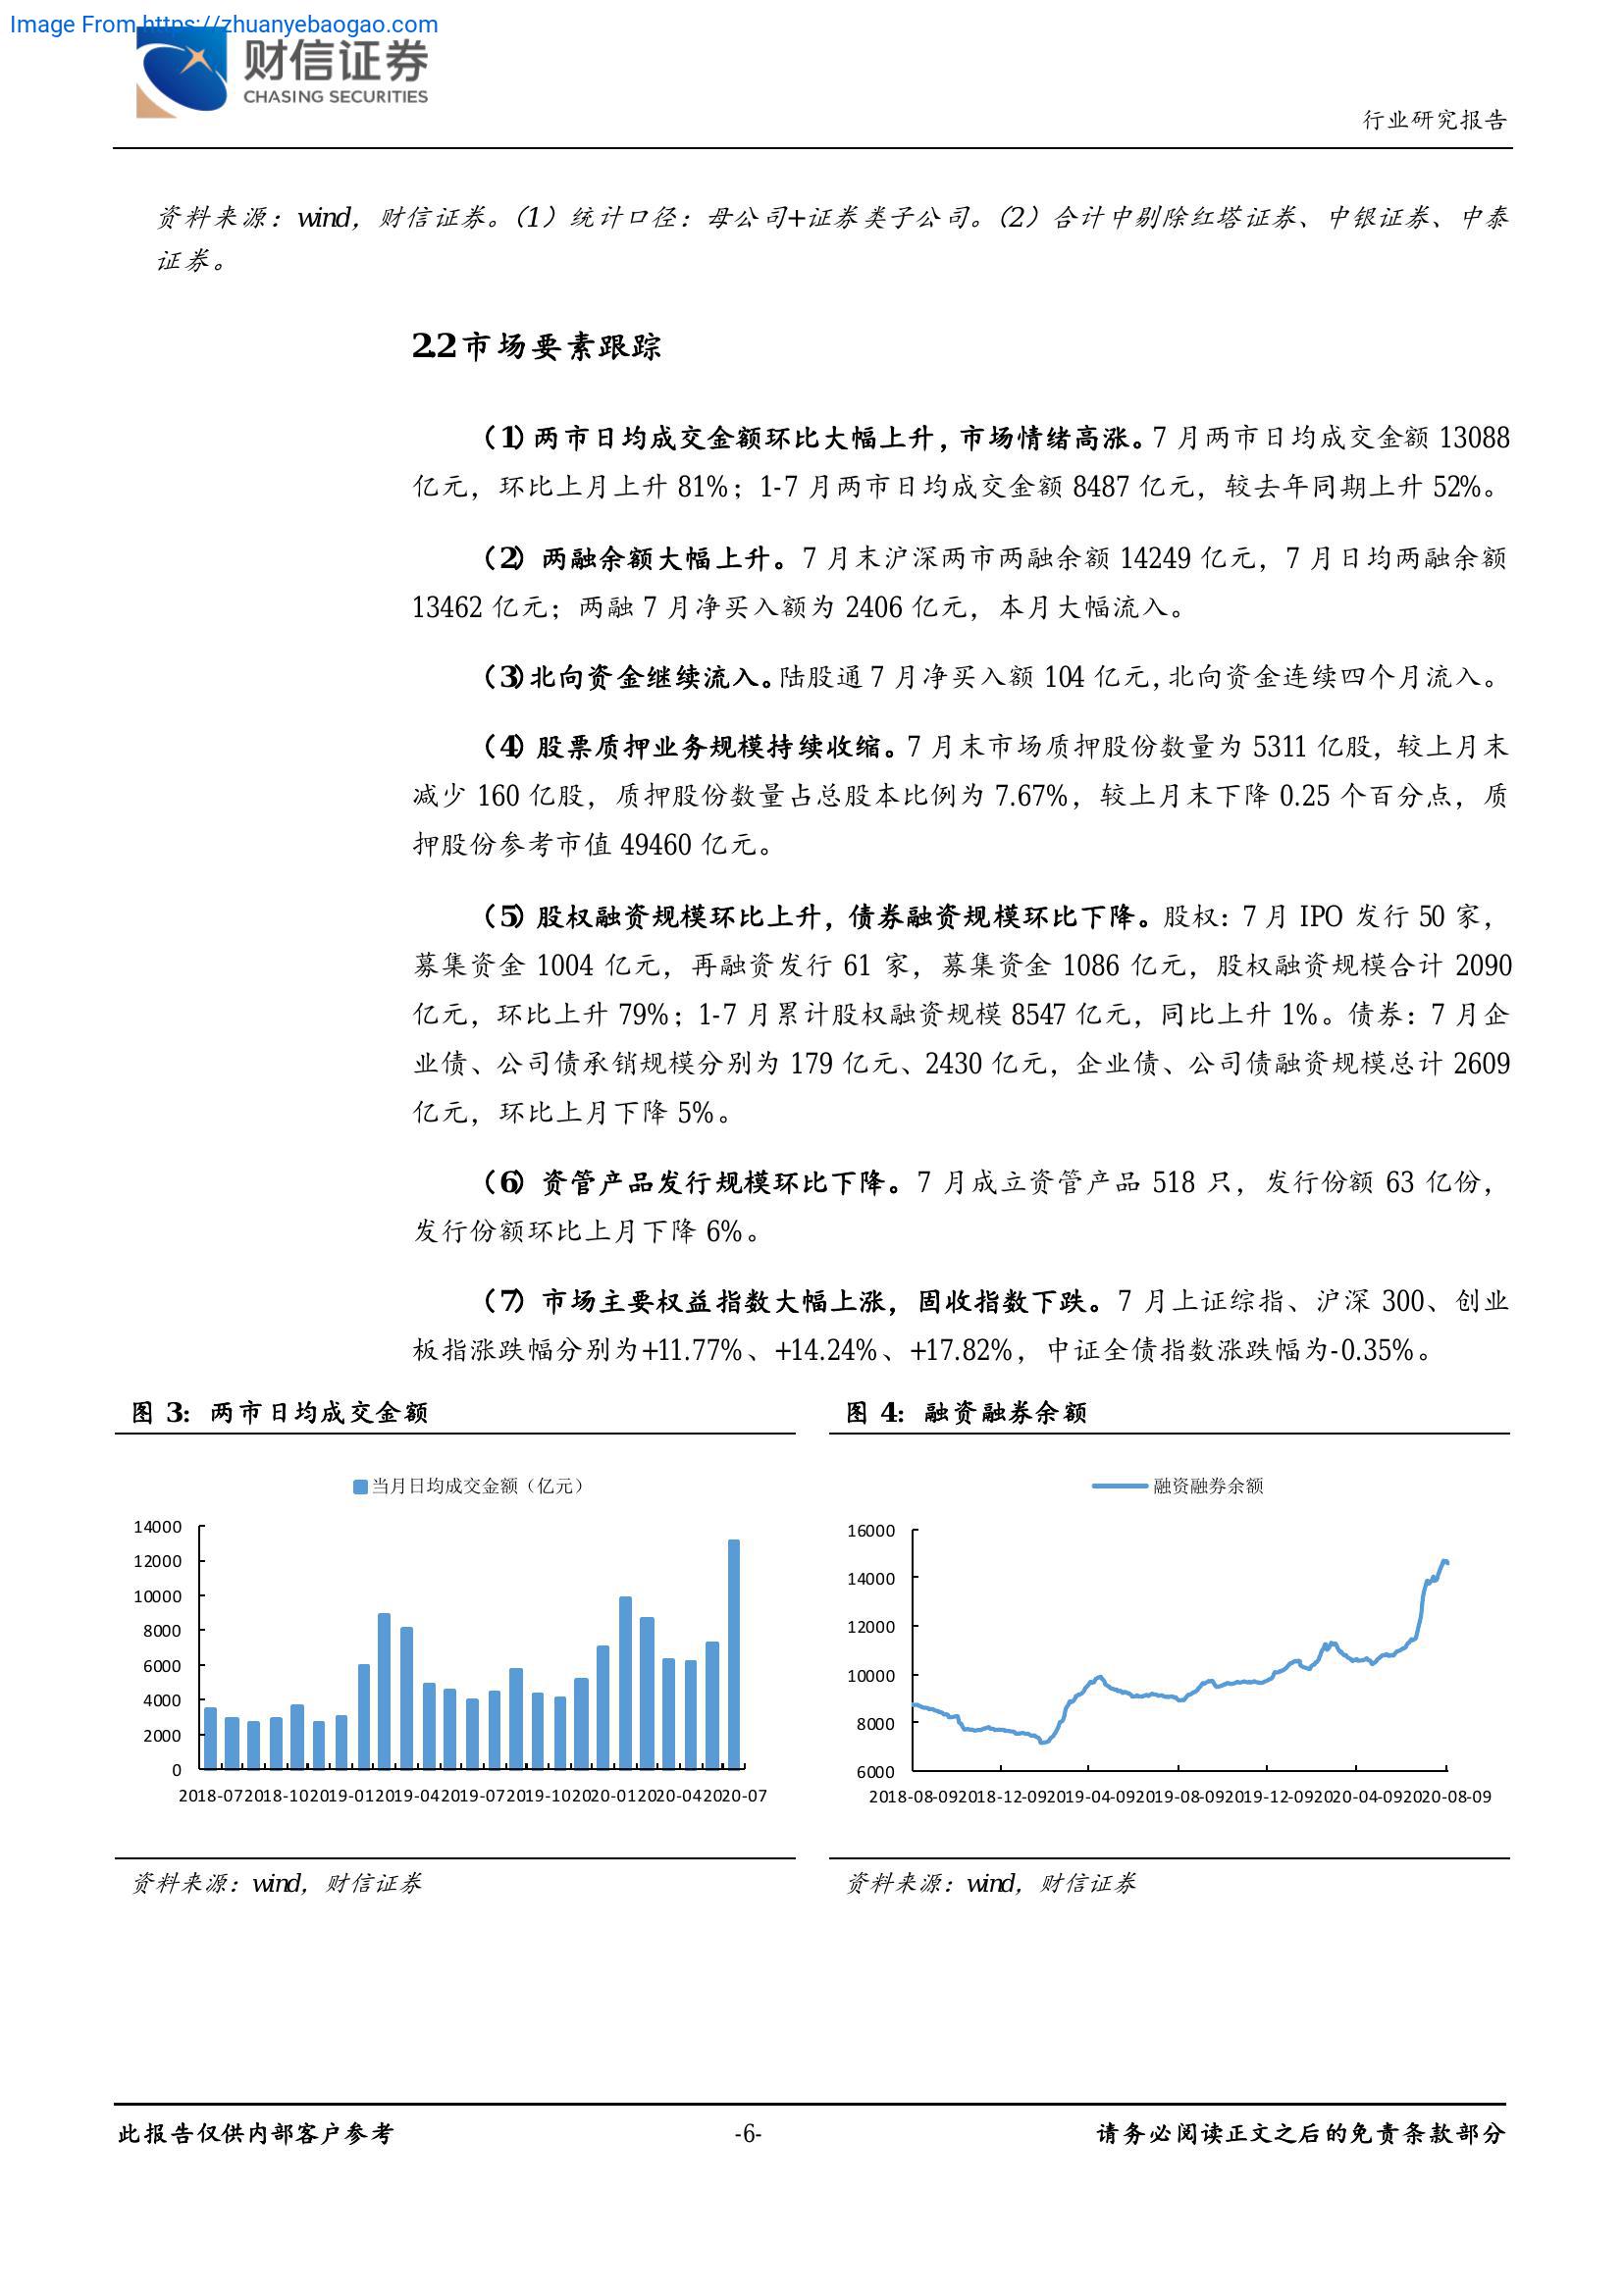 Image From https://zhuanyebaogao.com
财信证券
CHASING SECURITIES
行业研究报告
资料来源：wind，财信证券。（1）统计口径：母公司+证券类子公司。（2）合计中剔除红塔证券、中银证券、中泰
证券。
2.2 市场要素跟踪
（1）两市日均成交金额环比大幅上升，市场情绪高涨。7 月两市日均成交金额 13088
亿元，环比上月上升 81%；1-7 月两市日均成交金额 8487 亿元，较去年同期上升 52%。
（2）两融余额大幅上升。7 月末沪深两市两融余额 14249 亿元，7 月日均两融余额
13462 亿元；两融 7 月净买入额为 2406 亿元，本月大幅流入。
（3）北向资金继续流入。陆股通 7 月净买入额 104 亿元，北向资金连续四个月流入。
（4）股票质押业务规模持续收缩。7 月末市场质押股份数量为 5311 亿股，较上月末
减少 160 亿股，质押股份数量占总股本比例为 7.67%，较上月末下降 0.25 个百分点，质
押股份参考市值 49460 亿元。
（5）股权融资规模环比上升，债券融资规模环比下降。股权：7 月 IPO 发行 50 家，
募集资金 1004 亿元，再融资发行 61 家，募集资金 1086 亿元，股权融资规模合计 2090
亿元，环比上升 79%；1-7 月累计股权融资规模 8547 亿元，同比上升 1%。债券：7 月企
业债、公司债承销规模分别为 179 亿元、2430 亿元，企业债、公司债融资规模总计 2609
亿元，环比上月下降 5%。
（6）资管产品发行规模环比下降。7 月成立资管产品 518 只，发行份额 63 亿份，
发行份额环比上月下降 6%。
（7）市场主要权益指数大幅上涨，固收指数下跌。7 月上证综指、沪深 300、创业
板指涨跌幅分别为+11.77%、+14.24%、+17.82%，中证全债指数涨跌幅为-0.35%。
图 3：两市日均成交金额
当月日均成交金额（亿元）
14000
12000
10000
8000
6000
4000
2000
0
2018-07 2018-10 2019-01 2019-04 2019-07 2019-10 2020-01 2020-04 2020-07
资料来源：wind，财信证券
图 4：融资融券余额
融资融券余额
16000
14000
12000
10000
8000
6000
2018-08-09 2018-12-09 2019-04-09 2019-08-09 2019-12-09 2020-04-09 2020-08-09
资料来源：wind，财信证券
此报告仅供内部客户参考
-6-
请务必阅读正文之后的免责条款部分